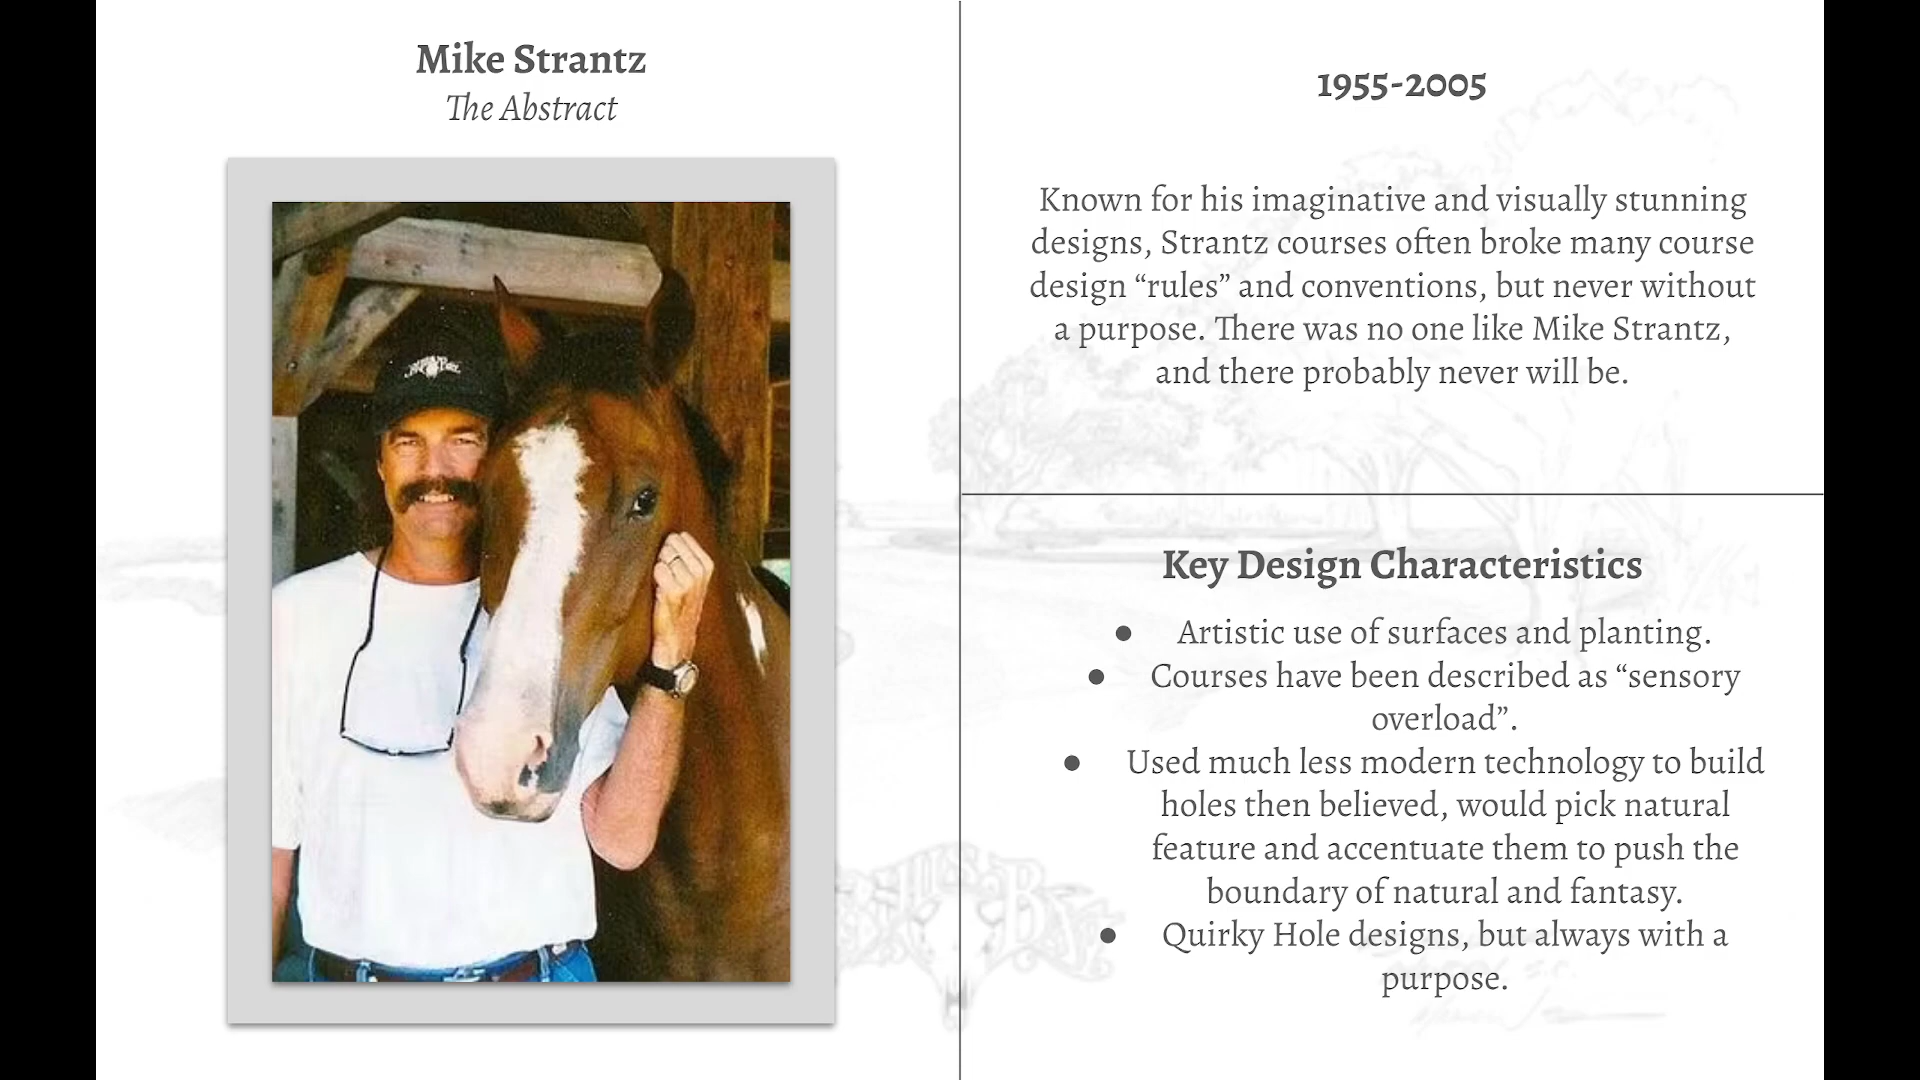 Mike Strantz
The Abstract
1955-2005
Known for his imaginative and visually stunning
designs, Strantz courses often broke many course
design “rules” and conventions, but never without
a purpose. There was no one like Mike Strantz,
and there probably never will be.
Key Design Characteristics
● Artistic use of surfaces and planting.
● Courses have been described as “sensory
overload”.
● Used much less modern technology to build
holes then believed, would pick natural
feature and accentuate them to push the
boundary of natural and fantasy.
● Quirky Hole designs, but always with a
purpose.